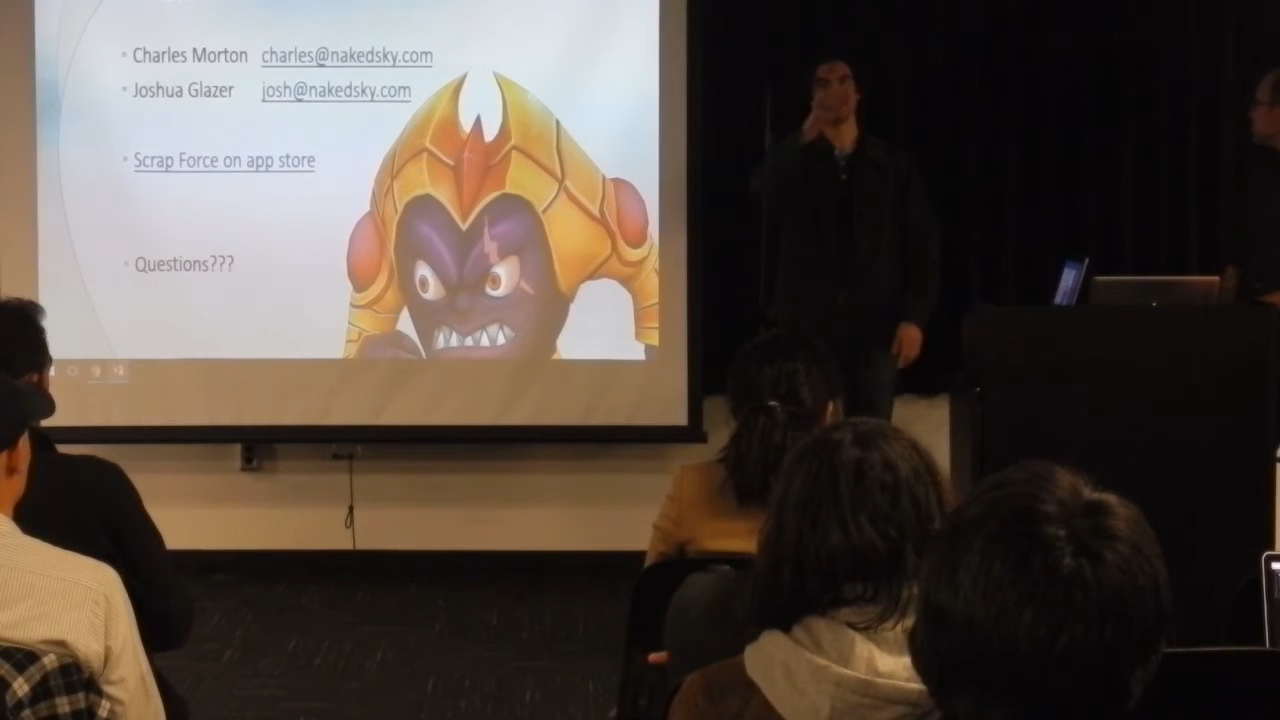 Charles Morton charles@nakedsky.com
Joshua Glazer josh@nakedsky.com
Scrap Force on app store
Questions???